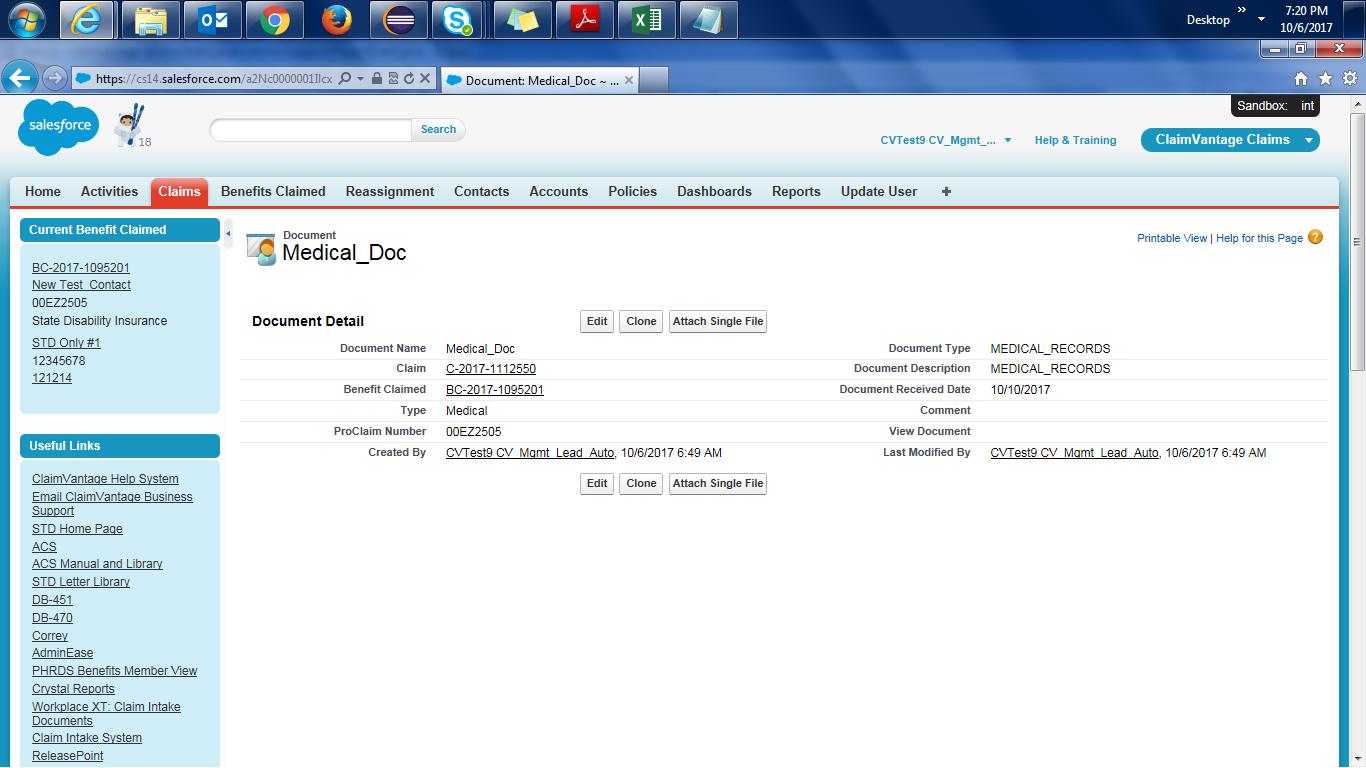 Desktop
7:20 PM
10/6/2017
https://cs14.salesforce.com/a2Nc0000001Ilcx
Document: Medical_Doc ~ ...
Sandbox: int
salesforce
18
Search
CVTest9 CV_Mgmt_...
Help & Training
ClaimVantage Claims
Home Activities Claims Benefits Claimed Reassignment Contacts Accounts Policies Dashboards Reports Update User +
Current Benefit Claimed
BC-2017-1095201
New Test_Contact
00EZ2505
State Disability Insurance
STD Only #1
12345678
121214
Useful Links
ClaimVantage Help System
Email ClaimVantage Business
Support
STD Home Page
ACS
ACS Manual and Library
STD Letter Library
DB-451
DB-470
Correy
AdminEase
PHRDS Benefits Member View
Crystal Reports
Workplace XT: Claim Intake
Documents
Claim Intake System
ReleasePoint
Document
Medical_Doc
Printable View | Help for this Page ?
Document Detail Edit Clone Attach Single File
Document Name Medical_Doc Document Type MEDICAL_RECORDS
Claim C-2017-1112550 Document Description MEDICAL_RECORDS
Benefit Claimed BC-2017-1095201 Document Received Date 10/10/2017
Type Medical Comment
ProClaim Number 00EZ2505 View Document
Created By CVTest9 CV_Mgmt_Lead_Auto, 10/6/2017 6:49 AM Last Modified By CVTest9 CV_Mgmt_Lead_Auto, 10/6/2017 6:49 AM
Edit Clone Attach Single File